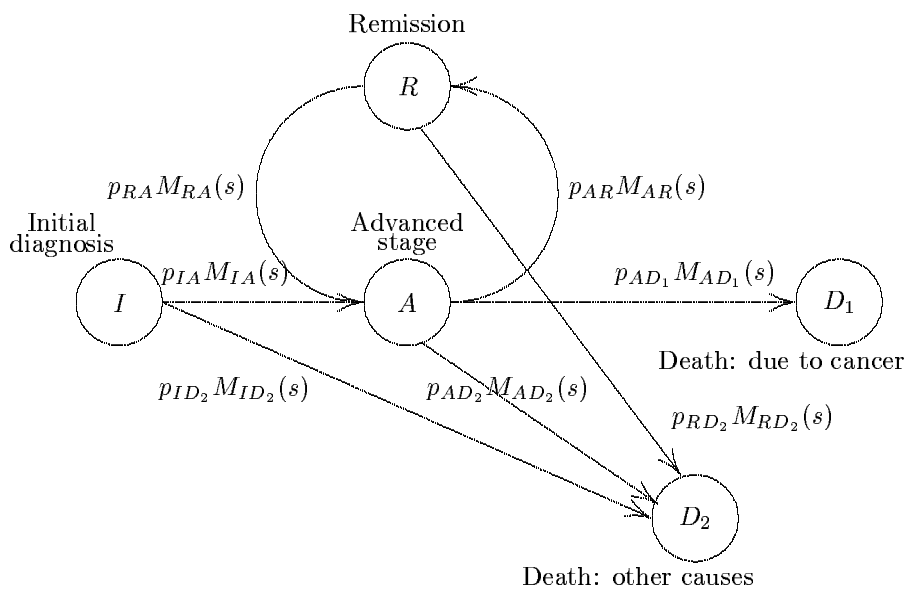 Remission
R
p_{RA}M_{RA}(s)
p_{AR}M_{AR}(s)
Initial
diagnosis
Advanced
stage
p_{IA}M_{IA}(s)
p_{AD_1}M_{AD_1}(s)
I
A
D_1
Death: due to cancer
p_{ID_2}M_{ID_2}(s)
p_{AD_2}M_{AD_2}(s)
p_{RD_2}M_{RD_2}(s)
D_2
Death: other causes